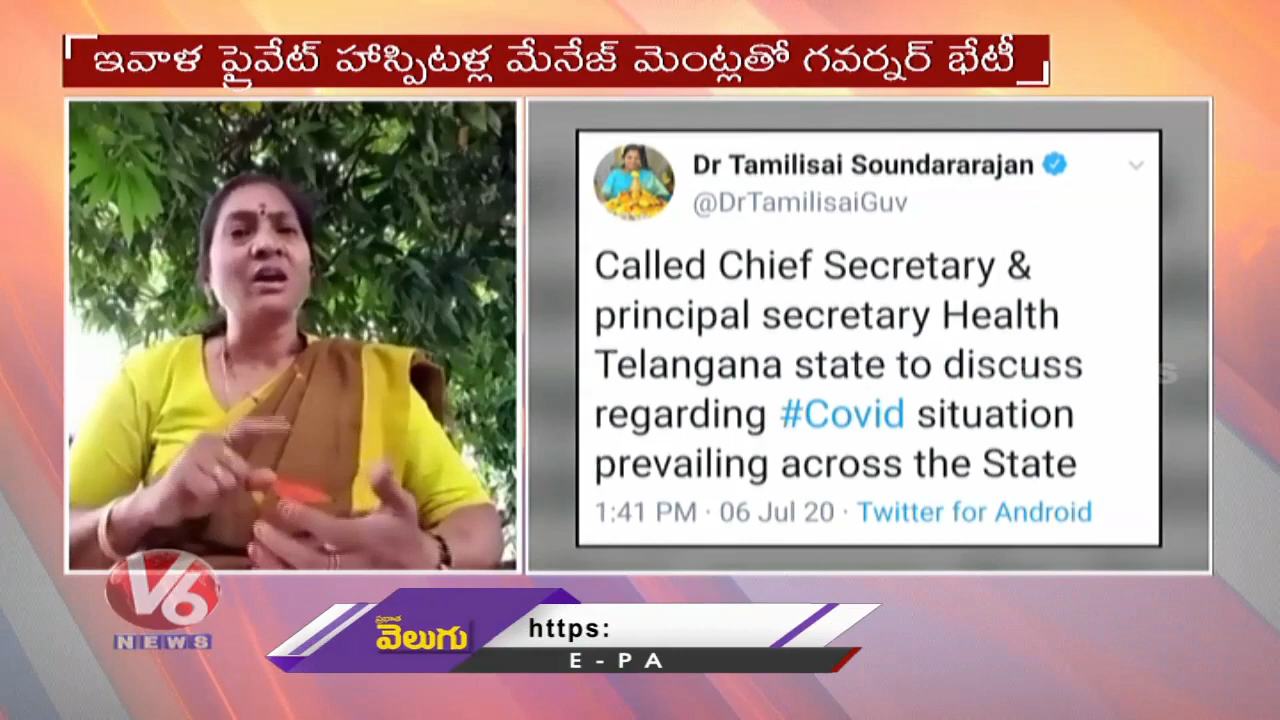 ఇవాళ ప్రైవేట్ హాస్పిటళ్ల మేనేజ్ మెంట్లతో గవర్నర్ భేటీ
Dr Tamilisai Soundararajan
@DrTamilisaiGuv
Called Chief Secretary &
principal secretary Health
Telangana state to discuss
regarding #Covid situation
prevailing across the State
1:41 PM · 06 Jul 20 · Twitter for Android
V6
NEWS
ప్రభాత
వెలుగు
https:
E-PA